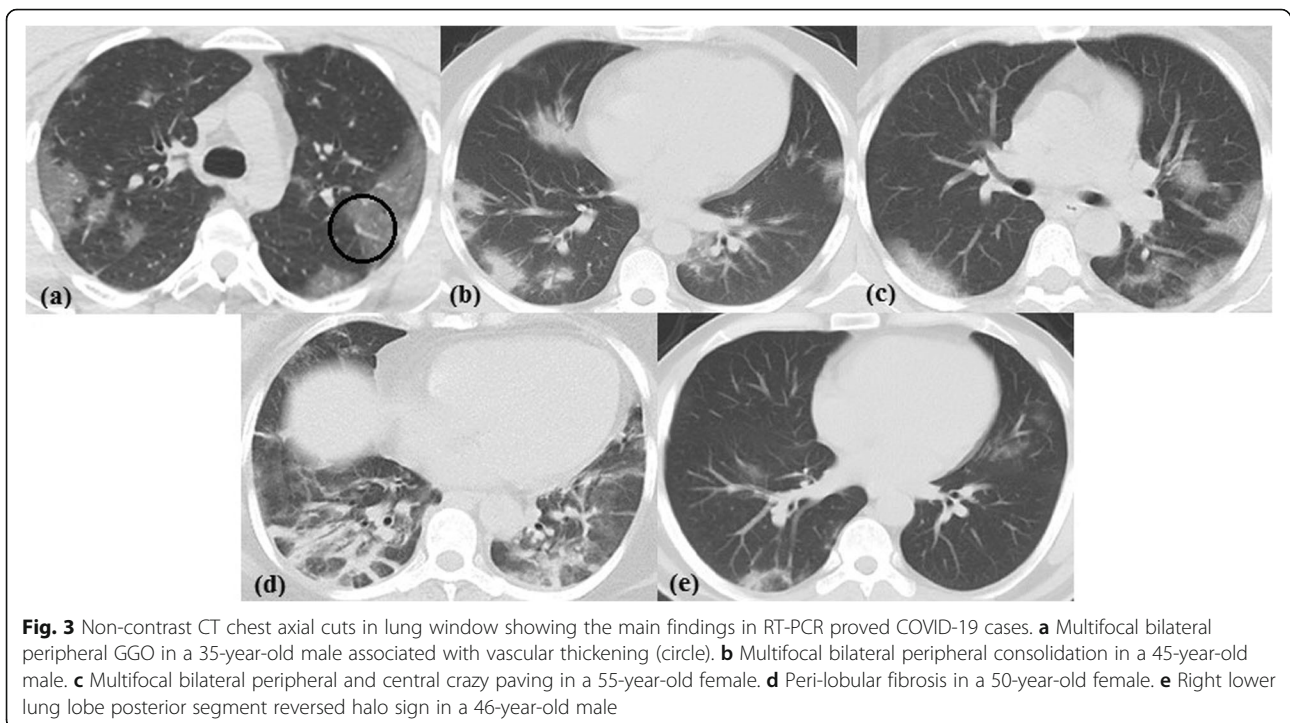 (a)
(b)
(c)
(d)
(e)
Fig. 3 Non-contrast CT chest axial cuts in lung window showing the main findings in RT-PCR proved COVID-19 cases. a Multifocal bilateral
peripheral GGO in a 35-year-old male associated with vascular thickening (circle). b Multifocal bilateral peripheral consolidation in a 45-year-old
male. c Multifocal bilateral peripheral and central crazy paving in a 55-year-old female. d Peri-lobular fibrosis in a 50-year-old female. e Right lower
lung lobe posterior segment reversed halo sign in a 46-year-old male